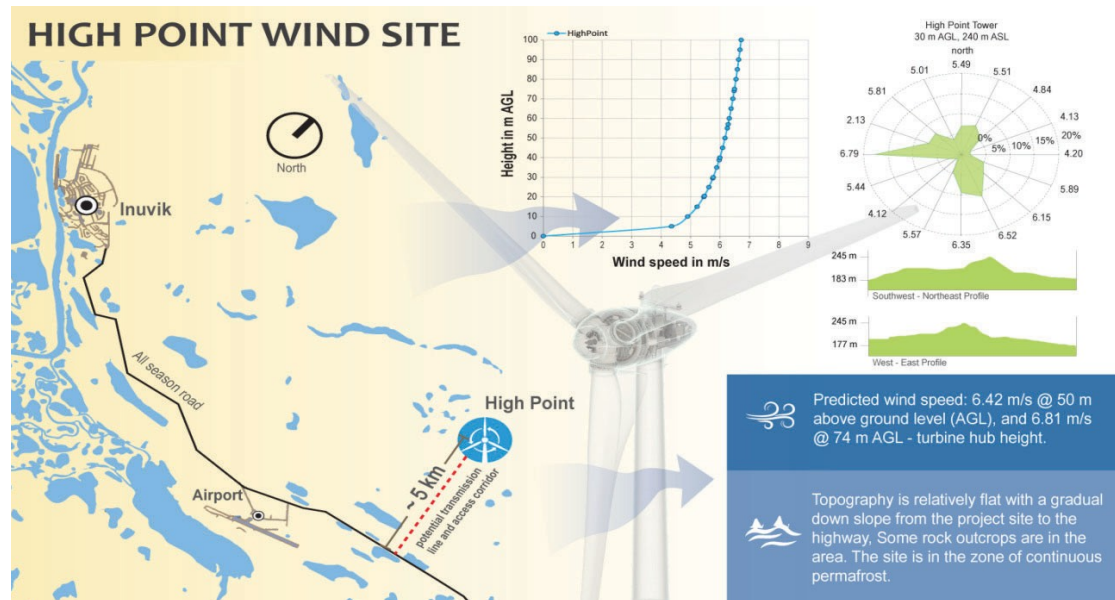 HIGH POINT WIND SITE
North
Inuvik
All season road
Airport
High Point
~ 5 km
potential transmission
line and access corridor
HighPoint
Height in m AGL
100
90
80
70
60
50
40
30
20
10
0
0 1 2 3 4 5 6 7 8 9
Wind speed in m/s
High Point Tower
30 m AGL, 240 m ASL
north
5.49
5.51
4.84
4.13
4.20
5.89
6.15
6.52
6.35
5.57
4.12
5.44
6.79
2.13
5.81
5.01
0%
5%
10%
15%
20%
245 m
183 m
Southwest - Northeast Profile
245 m
177 m
West - East Profile
Predicted wind speed: 6.42 m/s @ 50 m
above ground level (AGL), and 6.81 m/s
@ 74 m AGL - turbine hub height.
Topography is relatively flat with a gradual
down slope from the project site to the
highway, Some rock outcrops are in the
area. The site is in the zone of continuous
permafrost.